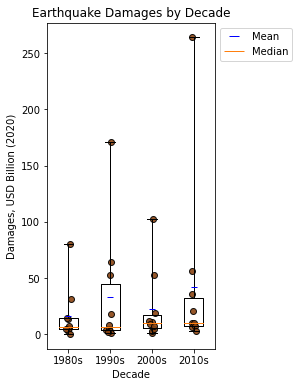 Earthquake Damages by Decade
Mean
Median
Damages, USD Billion (2020)
250
200
150
100
50
0
1980s 1990s 2000s 2010s
Decade